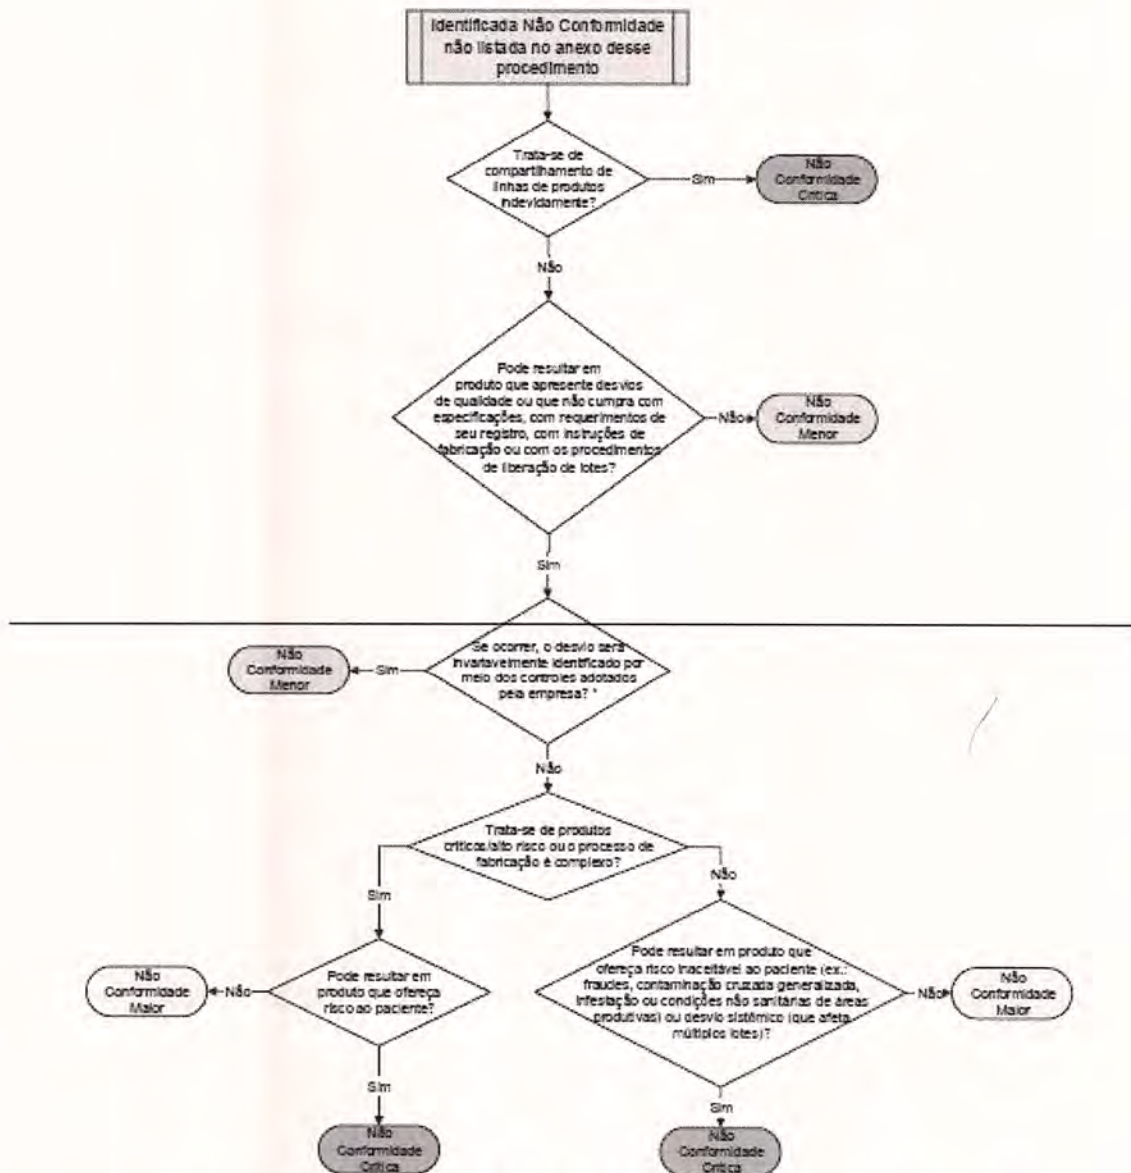 Identificada Não Conformidade
não listada no anexo desse
procedimento
Trata-se de
compartilhamento de
linhas de produtos
indevidamente?
Sim
Não
Conformidade
Crítica
Não
Pode resultar em
produto que apresente desvios
de qualidade ou que não cumpra com
especificações, com requerimentos de
seu registro, com instruções de
fabricação ou com os procedimentos
de liberação de lotes?
Não
Não
Conformidade
Menor
Sim
Se ocorrer, o desvio será
invariavelmente identificado por
meio dos controles adotados
pela empresa? *
Sim
Não
Conformidade
Menor
Não
Trata-se de produtos
críticos/alto risco ou o processo de
fabricação é complexo?
Sim
Não
Pode resultar em
produto que ofereça
risco ao paciente?
Não
Não
Conformidade
Maior
Pode resultar em produto que
ofereça risco inaceitável ao paciente (ex.:
fraudes, contaminação cruzada generalizada,
infestação ou condições não sanitárias de áreas
produtivas) ou desvio sistêmico (que afeta
múltiplos lotes)?
Não
Não
Conformidade
Maior
Sim
Não
Conformidade
Crítica
Sim
Não
Conformidade
Crítica